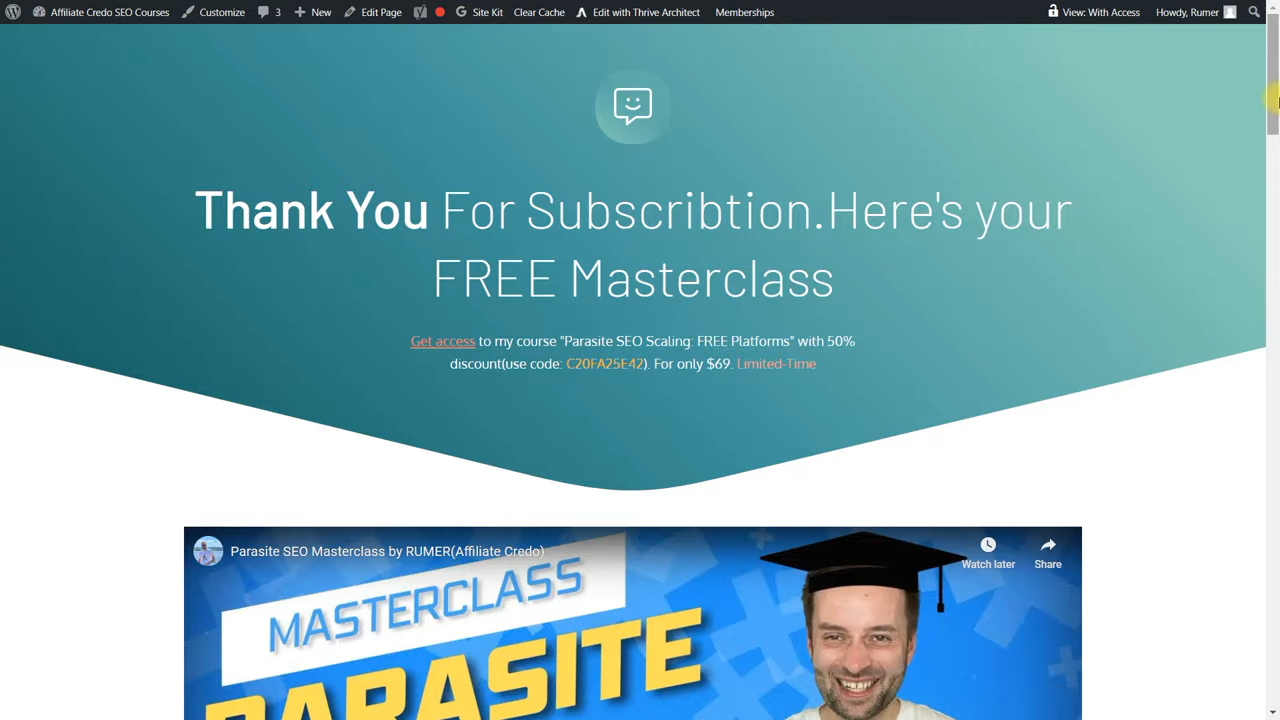 Affiliate Credo SEO Courses Customize 3 New Edit Page Site Kit Clear Cache Edit with Thrive Architect Memberships View: With Access Howdy, Rumer
Thank You For Subscribtion.Here's your
FREE Masterclass
Get access to my course "Parasite SEO Scaling: FREE Platforms" with 50%
discount(use code: C20FA25E42). For only $69. Limited-Time
Parasite SEO Masterclass by RUMER(Affiliate Credo)
Watch later Share
MASTERCLASS
PARASITE